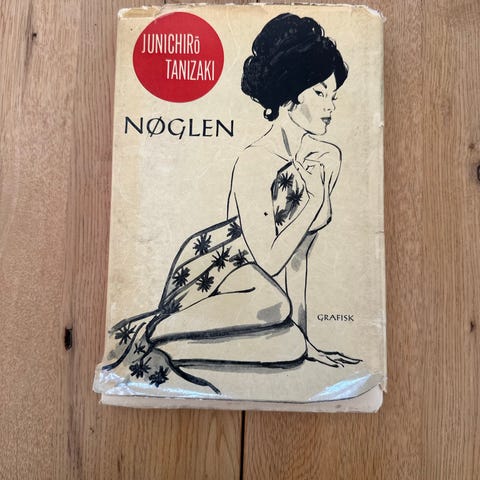 JUNICHIRō
TANIZAKI
NØGLEN
GRAFISK